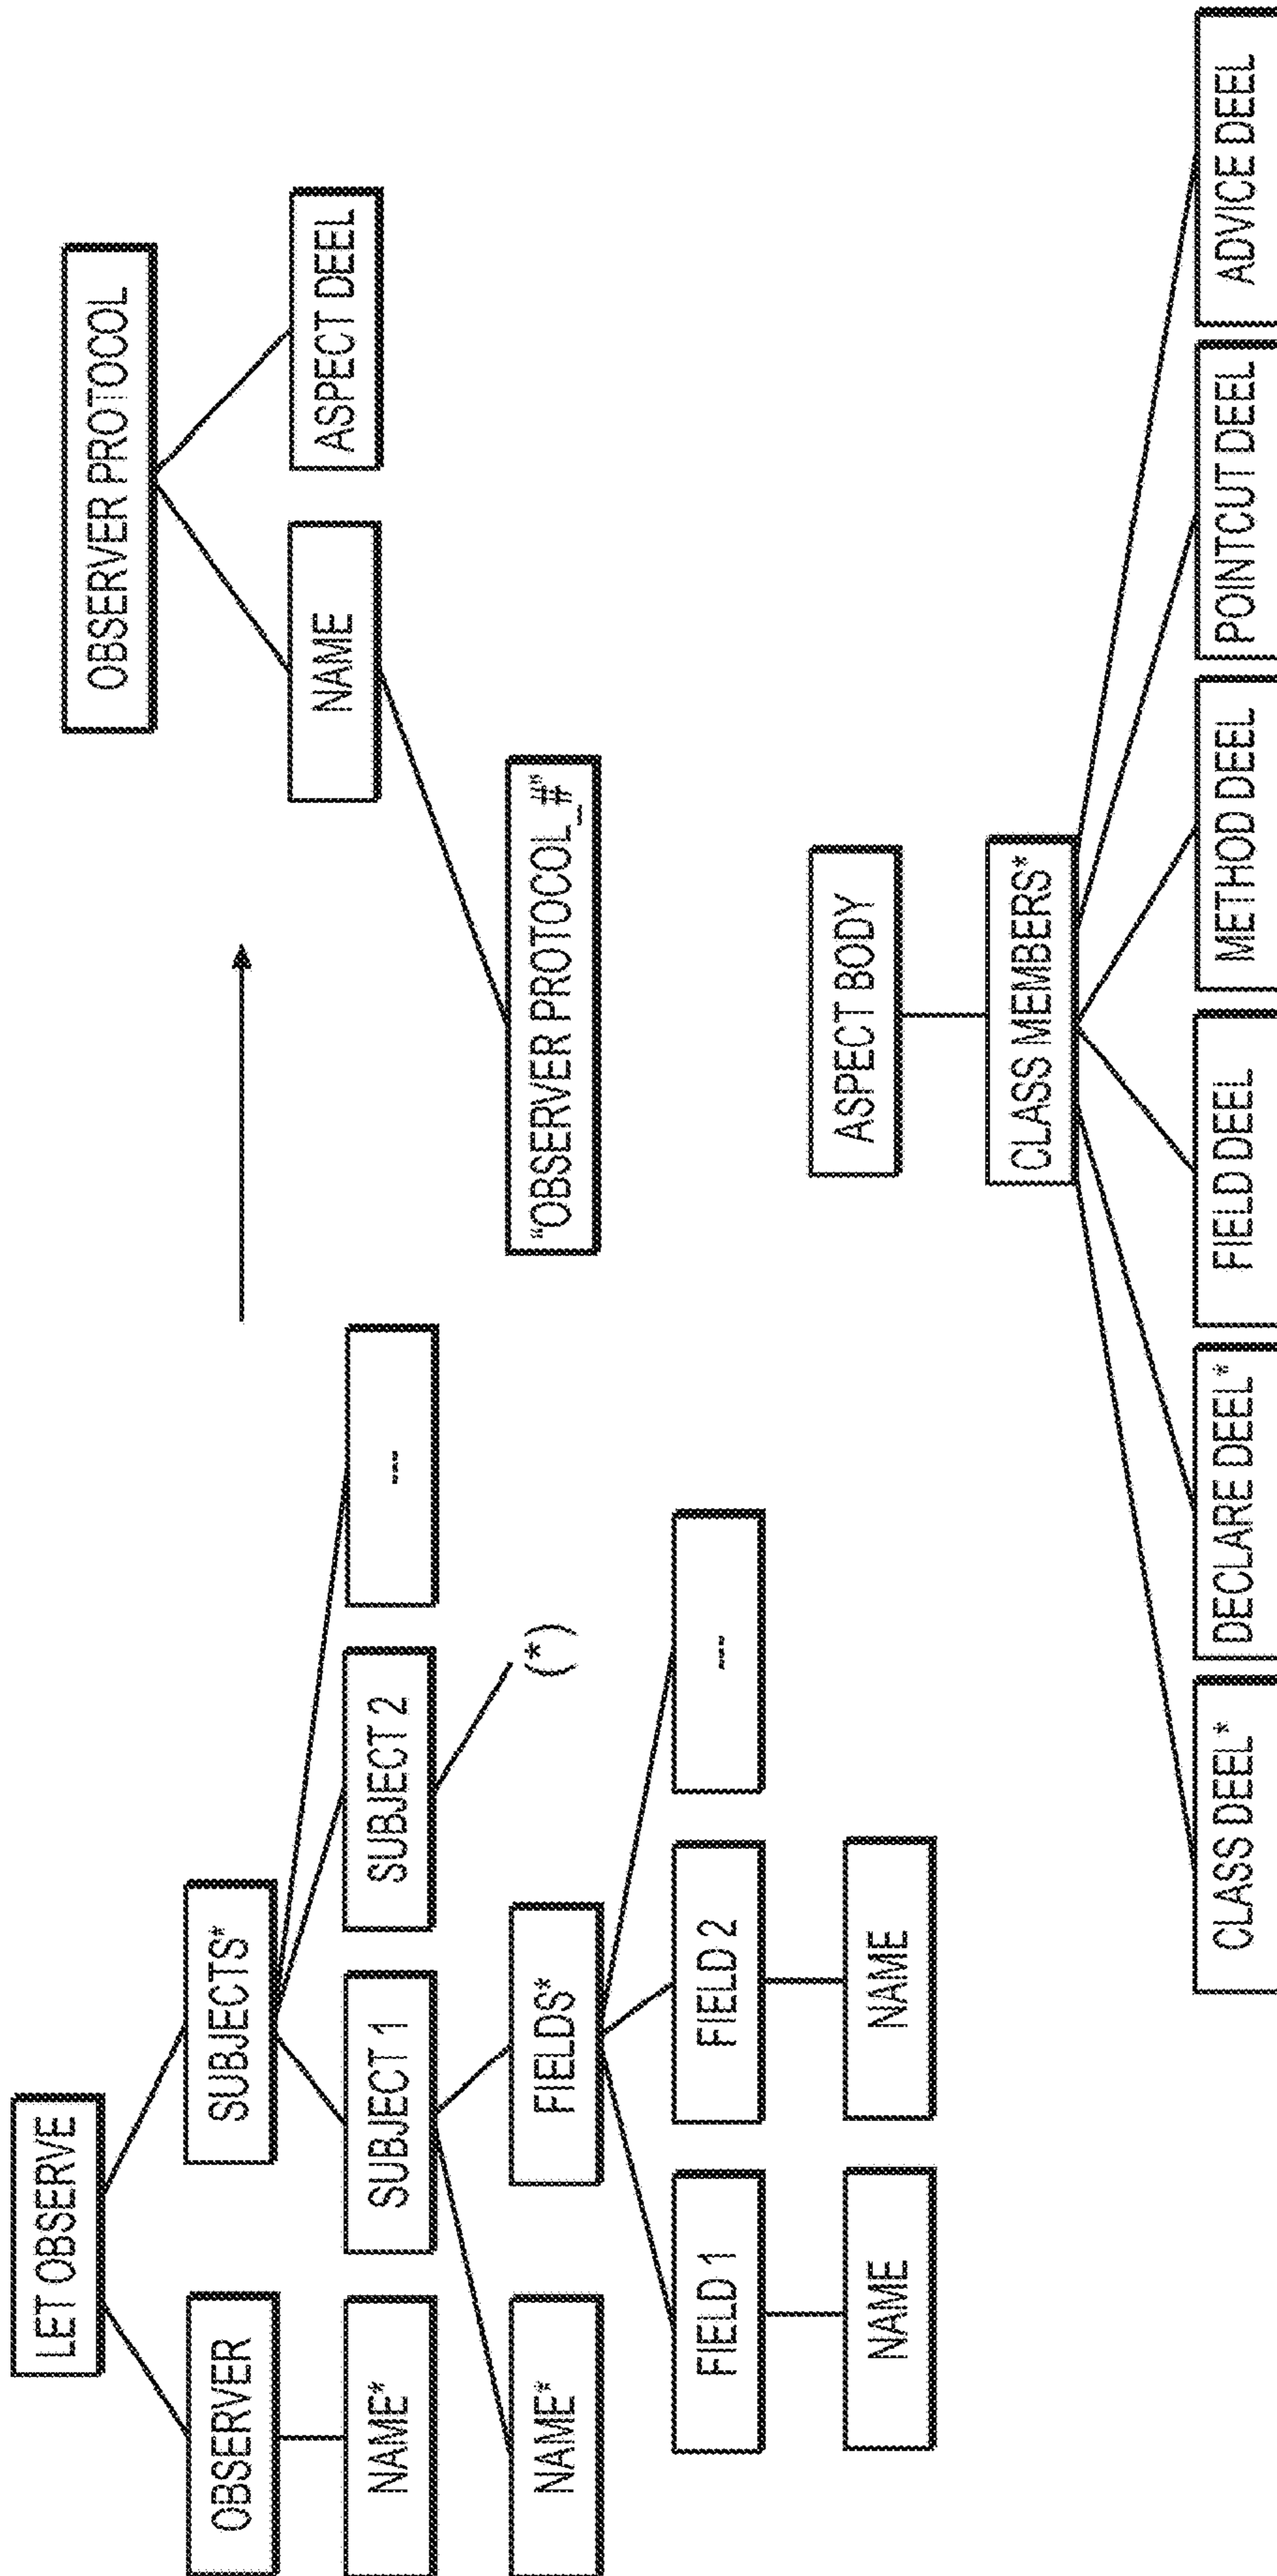 LET OBSERVE
OBSERVER
SUBJECTS*
NAME*
SUBJECT 1
SUBJECT 2
---
NAME*
FIELDS*
(*)
FIELD 1
FIELD 2
---
NAME
NAME
OBSERVER PROTOCOL
NAME
ASPECT DEEL
"OBSERVER PROTOCOL_#"
ASPECT BODY
CLASS MEMBERS*
CLASS DEEL*
DECLARE DEEL*
FIELD DEEL
METHOD DEEL
POINTCUT DEEL
ADVICE DEEL